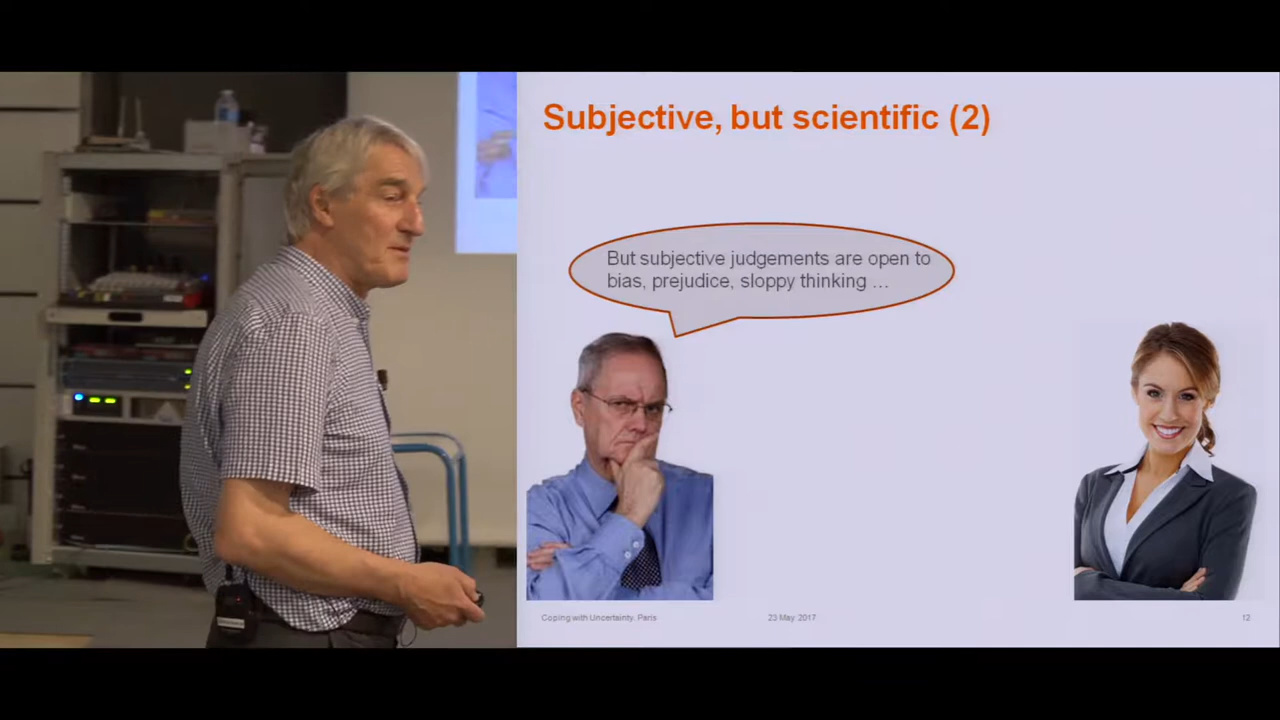 Subjective, but scientific (2)
But subjective judgements are open to
bias, prejudice, sloppy thinking …
Coping with Uncertainty. Paris
23 May 2017
12